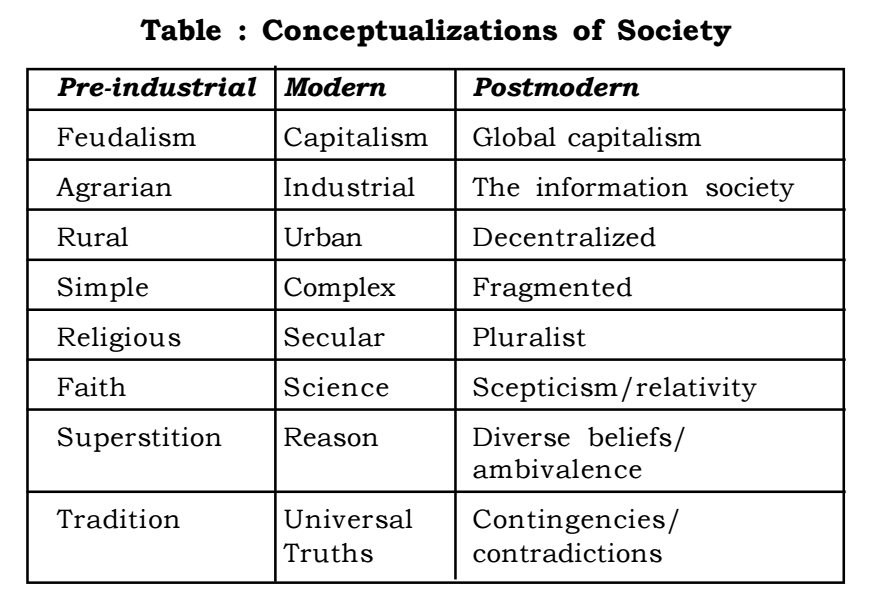 Table : Conceptualizations of Society
Pre-industrial Modern Postmodern
Feudalism Capitalism Global capitalism
Agrarian Industrial The information society
Rural Urban Decentralized
Simple Complex Fragmented
Religious Secular Pluralist
Faith Science Scepticism/relativity
Superstition Reason Diverse beliefs/
ambivalence
Tradition Universal Contingencies/
Truths contradictions